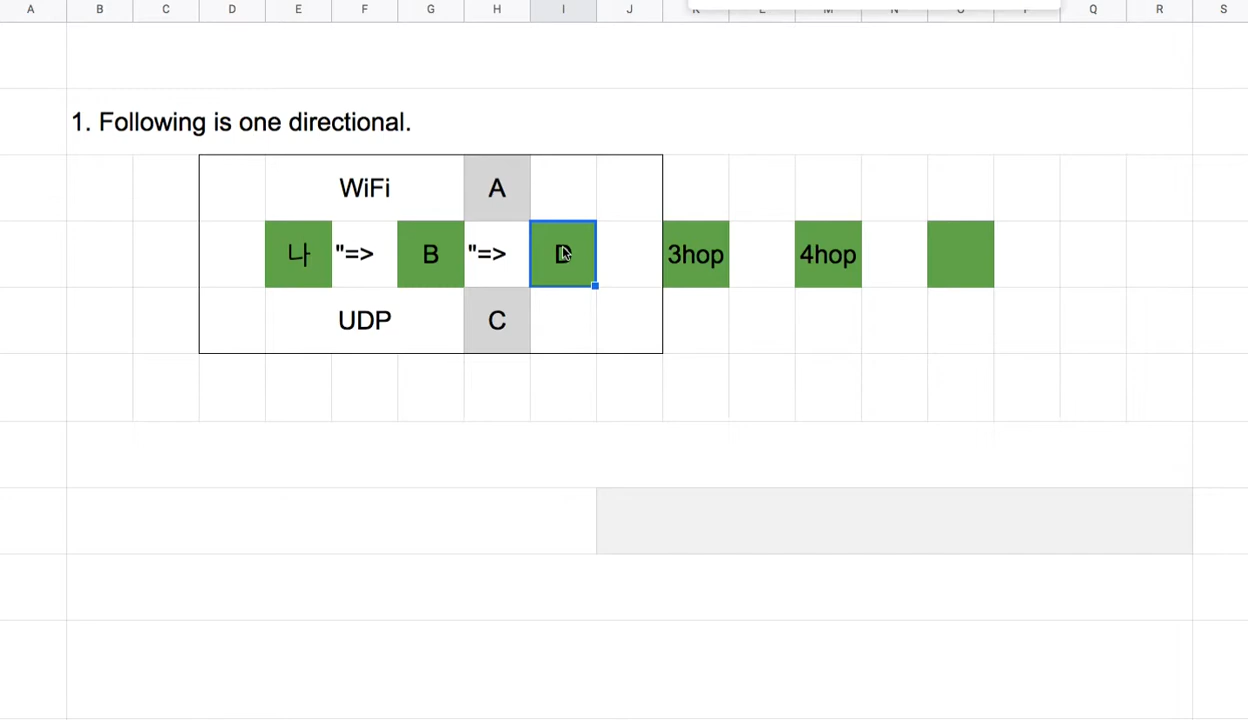 A B C D E F G H I J K L M N O P Q R S
1. Following is one directional.
WiFi A
나 "=> B "=> D 3hop 4hop
UDP C